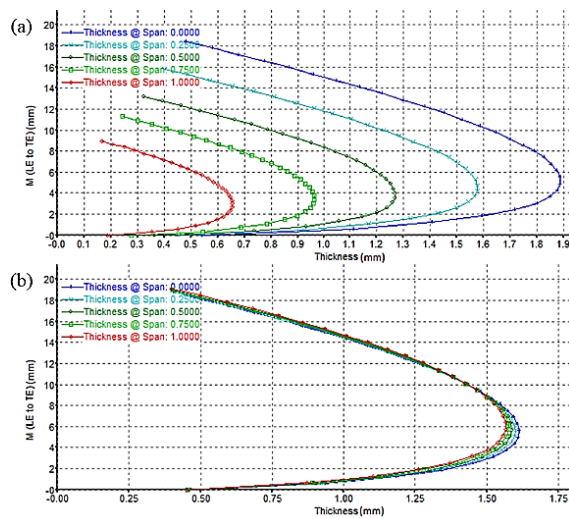 (a)
Thickness @ Span: 0.0000
Thickness @ Span: 0.2500
Thickness @ Span: 0.5000
Thickness @ Span: 0.7500
Thickness @ Span: 1.0000
M (LE to TE) (mm)
20
18
16
14
12
10
8
6
4
2
-0
-0.0 0.1 0.2 0.3 0.4 0.5 0.6 0.7 0.8 0.9 1.0 1.1 1.2 1.3 1.4 1.5 1.6 1.7 1.8 1.9
Thickness (mm)
(b)
Thickness @ Span: 0.0000
Thickness @ Span: 0.2500
Thickness @ Span: 0.5000
Thickness @ Span: 0.7500
Thickness @ Span: 1.0000
M (LE to TE) (mm)
20
18
16
14
12
10
8
6
4
2
-0
-0.00 0.25 0.50 0.75 1.00 1.25 1.50 1.75
Thickness (mm)